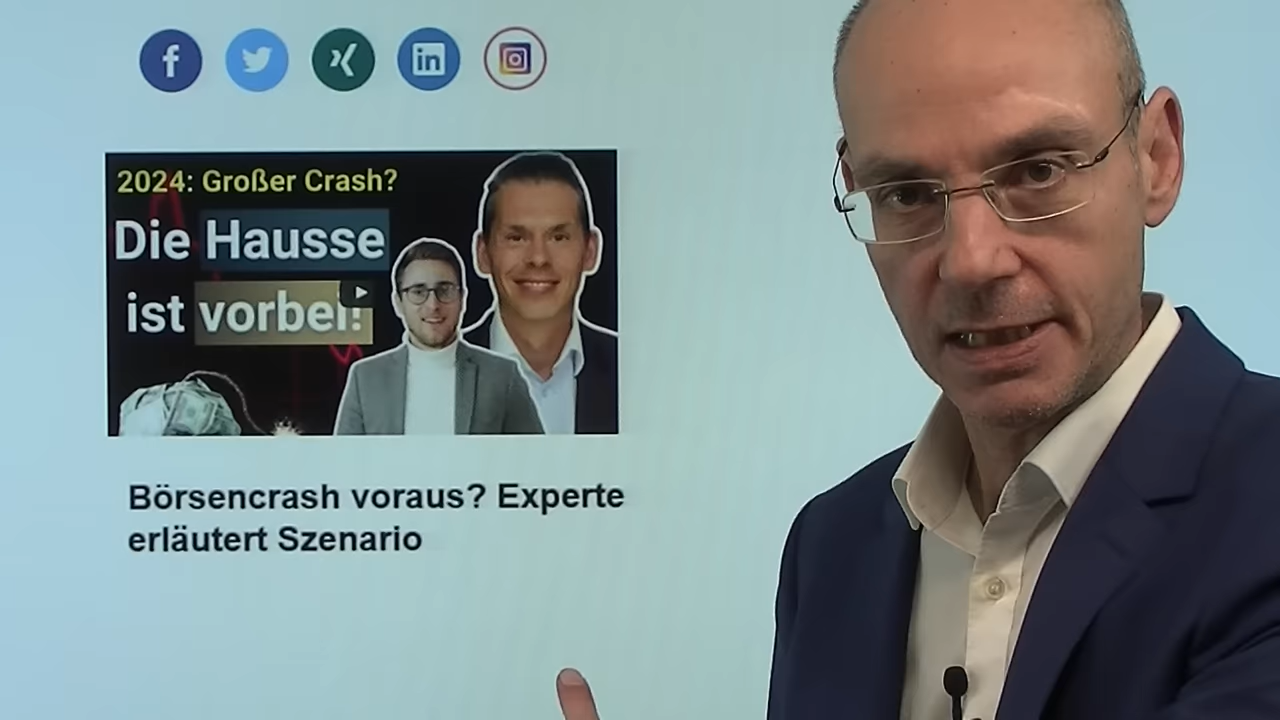 2024: Großer Crash?
Die Hausse
ist vorbei!
Börsencrash voraus? Experte
erläutert Szenario